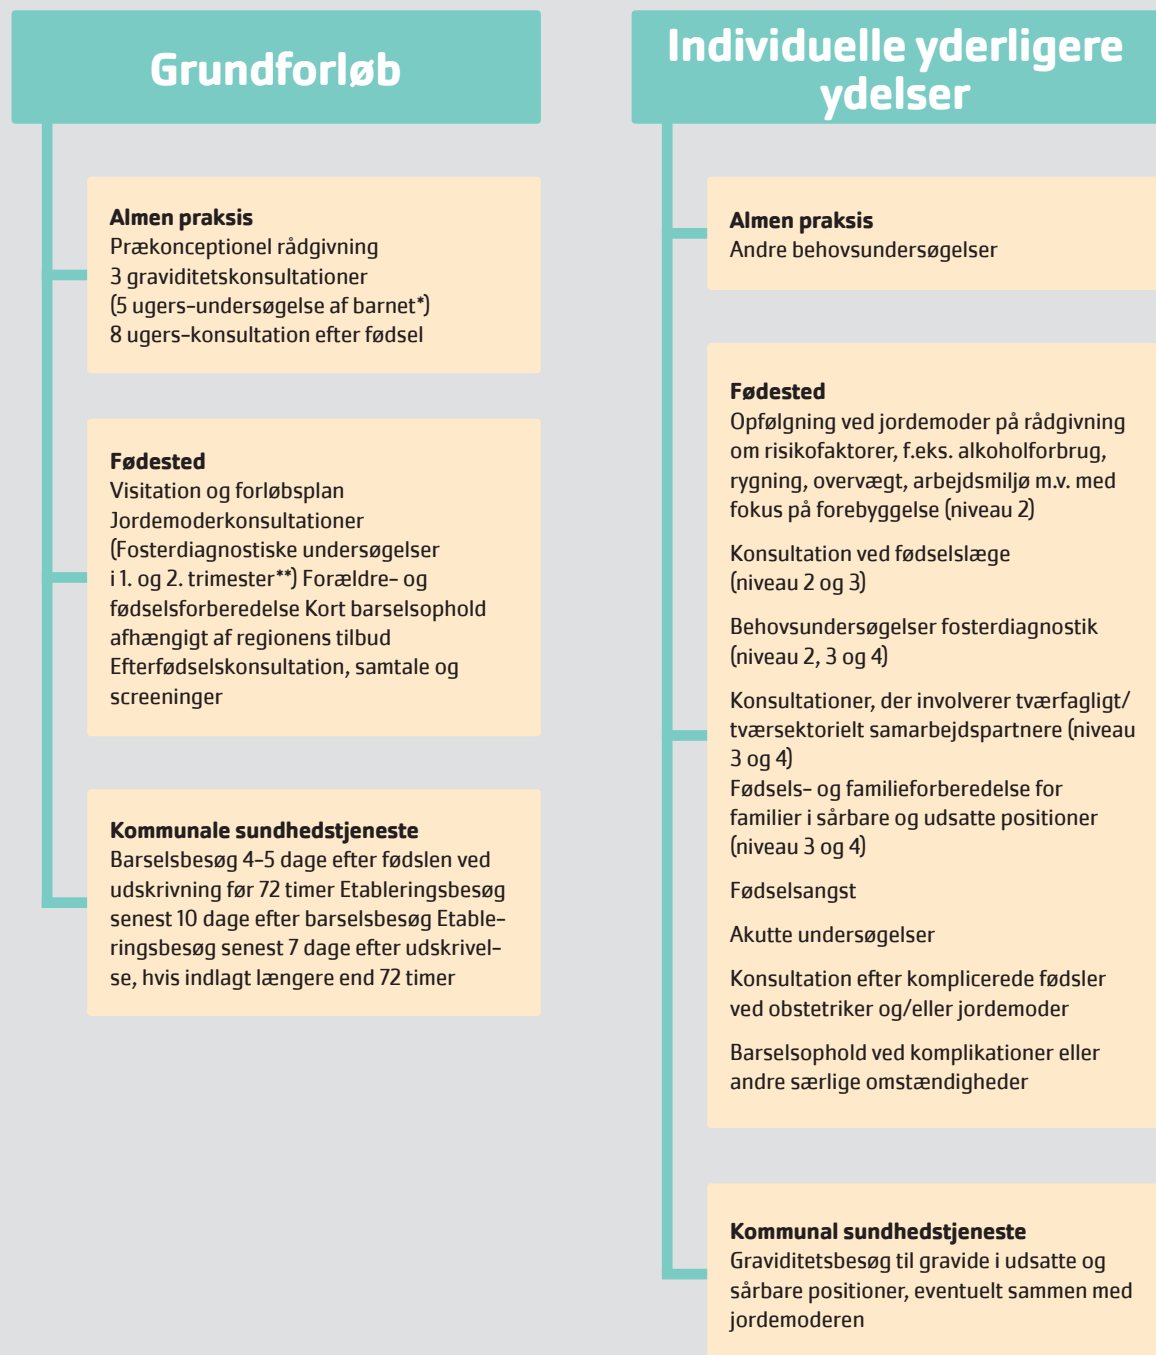 Grundforløb
Almen praksis
Prækonceptionel rådgivning
3 graviditetskonsultationer
(5 ugers-undersøgelse af barnet*)
8 ugers-konsultation efter fødsel
Fødested
Visitation og forløbsplan
Jordemoderkonsultationer
(Fosterdiagnostiske undersøgelser
i 1. og 2. trimester**) Forældre- og
fødselsforberedelse Kort barselsophold
afhængigt af regionens tilbud
Efterfødselskonsultation, samtale og
screeninger
Kommunale sundhedstjeneste
Barselsbesøg 4-5 dage efter fødslen ved
udskrivning før 72 timer Etableringsbesøg
senest 10 dage efter barselsbesøg Etable-
ringsbesøg senest 7 dage efter udskrivel-
se, hvis indlagt længere end 72 timer
Individuelle yderligere
ydelser
Almen praksis
Andre behovsundersøgelser
Fødested
Opfølgning ved jordemoder på rådgivning
om risikofaktorer, f.eks. alkoholforbrug,
rygning, overvægt, arbejdsmiljø m.v. med
fokus på forebyggelse (niveau 2)
Konsultation ved fødselslæge
(niveau 2 og 3)
Behovsundersøgelser fosterdiagnostik
(niveau 2, 3 og 4)
Konsultationer, der involverer tværfagligt/
tværsektorielt samarbejdspartnere (niveau
3 og 4)
Fødsels- og familieforberedelse for
familier i sårbare og udsatte positioner
(niveau 3 og 4)
Fødselsangst
Akutte undersøgelser
Konsultation efter komplicerede fødsler
ved obstetriker og/eller jordemoder
Barselsophold ved komplikationer eller
andre særlige omstændigheder
Kommunal sundhedstjeneste
Graviditetsbesøg til gravide i udsatte og
sårbare positioner, eventuelt sammen med
jordemoderen